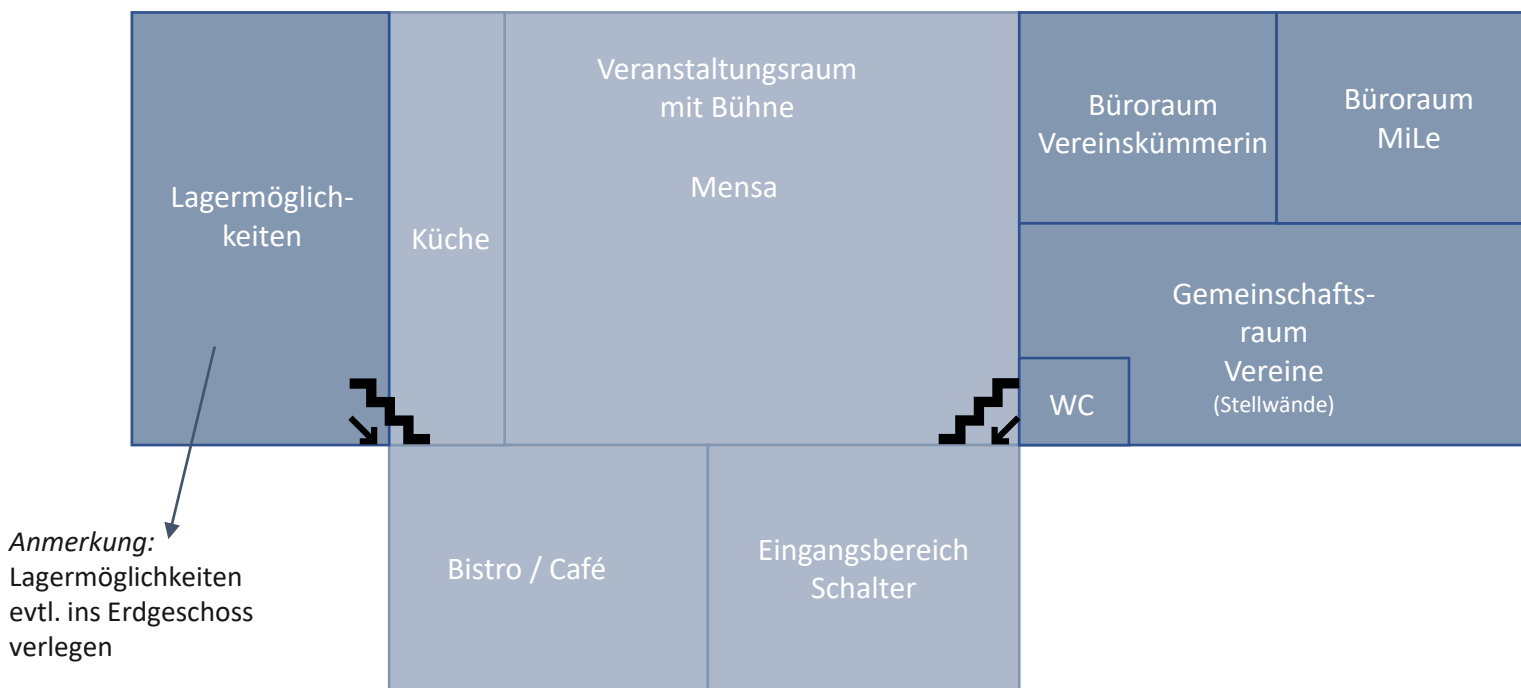 Veranstaltungsraum
mit Bühne
Mensa
Büroraum
Vereinskümmerin
Büroraum
MiLe
Lagermöglich-
keiten
Küche
Gemeinschafts-
raum
Vereine
(Stellwände)
WC
Anmerkung:
Lagermöglichkeiten
evtl. ins Erdgeschoss
verlegen
Bistro / Café
Eingangsbereich
Schalter